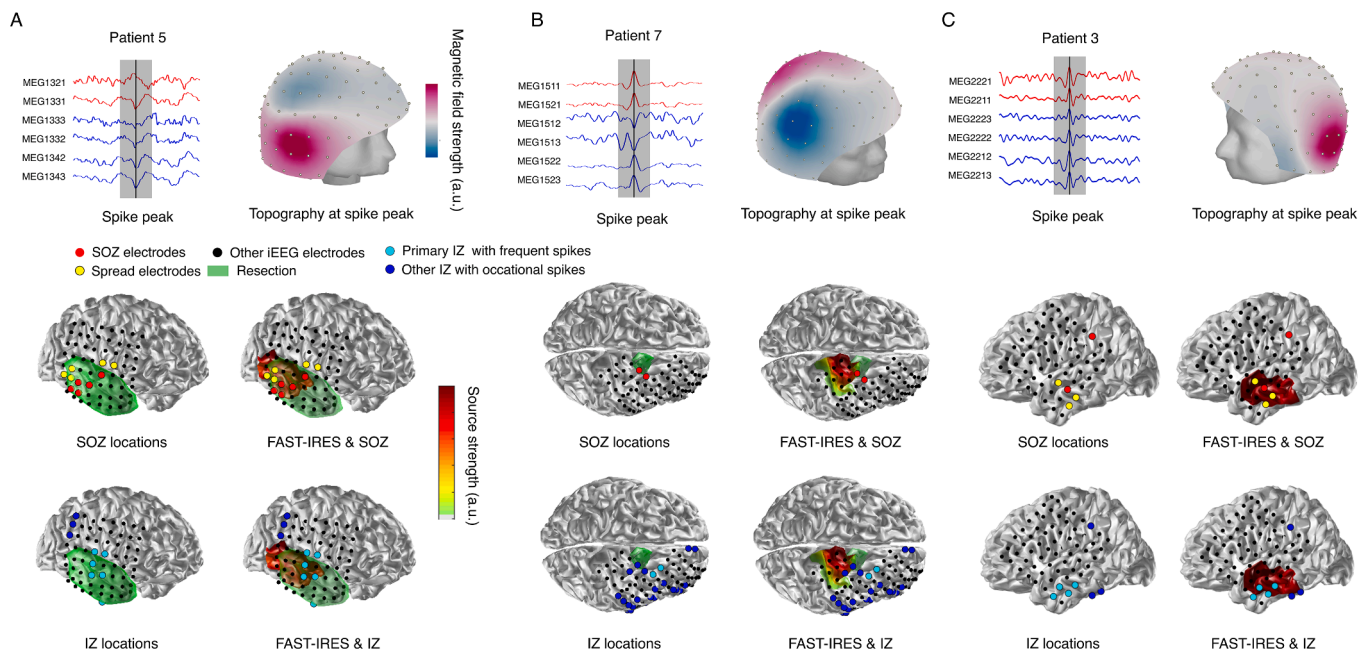 A
Patient 5
MEG1321
MEG1331
MEG1333
MEG1332
MEG1342
MEG1343
Spike peak
Topography at spike peak
Magnetic field strength (a.u.)
B
Patient 7
MEG1511
MEG1521
MEG1512
MEG1513
MEG1522
MEG1523
Spike peak
Topography at spike peak
C
Patient 3
MEG2221
MEG2211
MEG2223
MEG2222
MEG2212
MEG2213
Spike peak
Topography at spike peak
SOZ electrodes
Other iEEG electrodes
Primary IZ with frequent spikes
Spread electrodes
Resection
Other IZ with occational spikes
SOZ locations
FAST-IRES & SOZ
SOZ locations
FAST-IRES & SOZ
SOZ locations
FAST-IRES & SOZ
Source strength (a.u.)
IZ locations
FAST-IRES & IZ
IZ locations
FAST-IRES & IZ
IZ locations
FAST-IRES & IZ